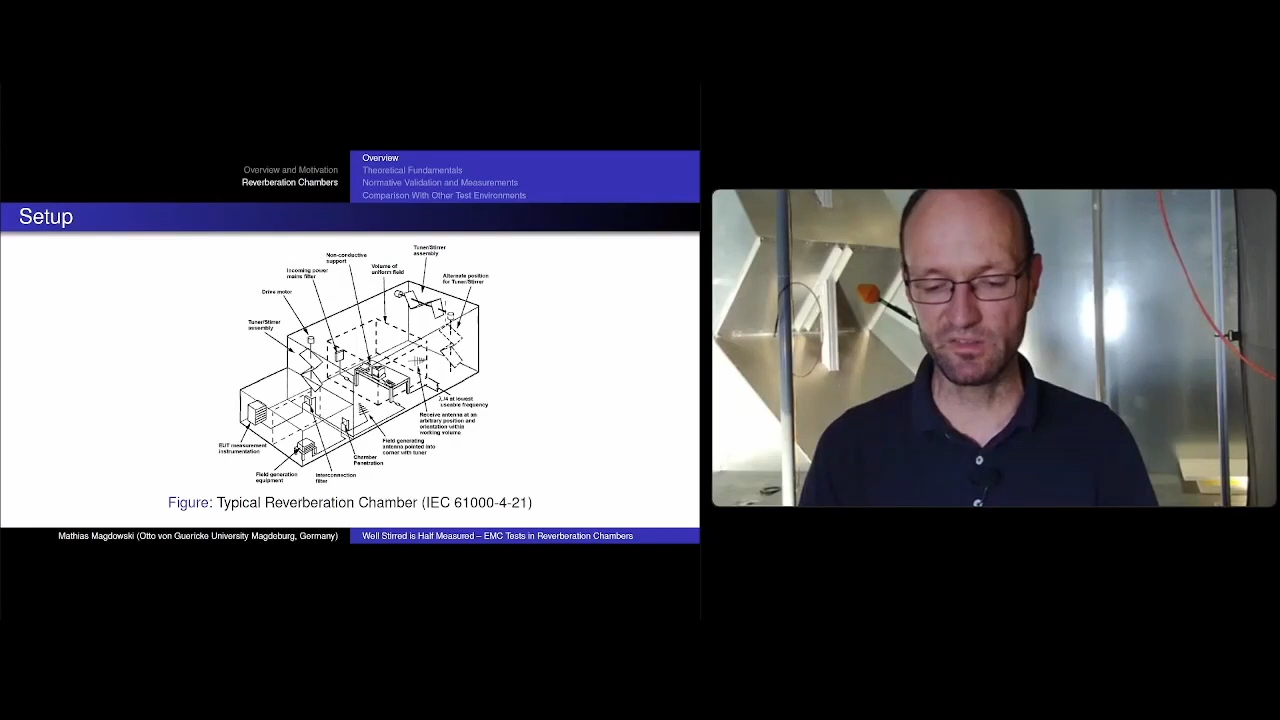 Overview and Motivation
Reverberation Chambers
Overview
Theoretical Fundamentals
Normative Validation and Measurements
Comparison With Other Test Environments
Setup
Tuner/Stirrer
assembly
Non-conductive
support
Volume of
uniform field
Incoming power
mains filter
Alternate position
for Tuner/Stirrer
Drive motor
Tuner/Stirrer
assembly
λ/4 at lowest
useable frequency
Receive antenna at an
arbitrary position and
orientation within
working volume
Field generating
antenna pointed into
corner with tuner
EUT measurement
instrumentation
Chamber
Penetration
Field generation
equipment
Interconnection
filter
Figure: Typical Reverberation Chamber (IEC 61000-4-21)
Mathias Magdowski (Otto von Guericke University Magdeburg, Germany)
Well Stirred is Half Measured – EMC Tests in Reverberation Chambers